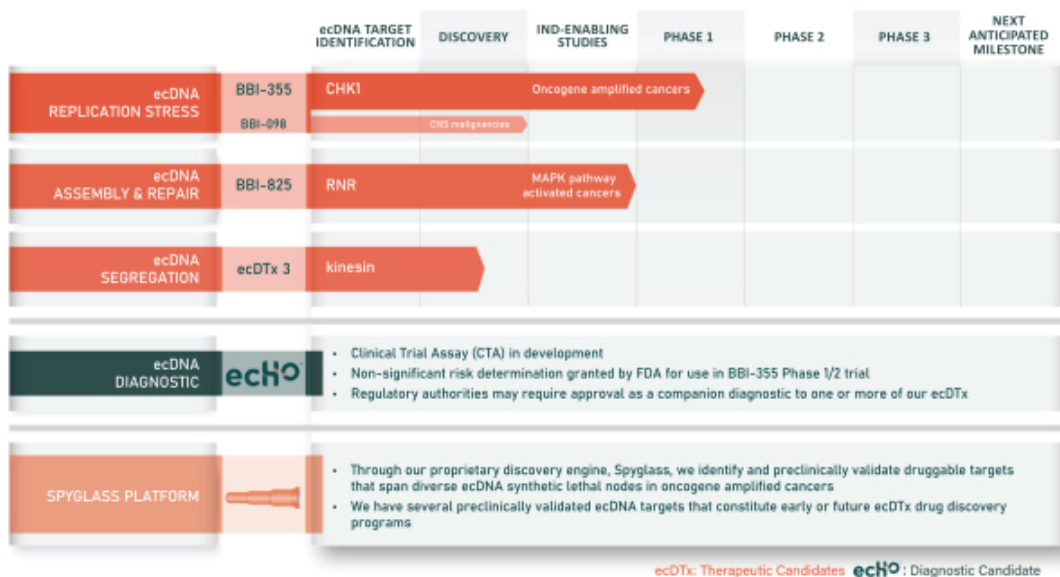 ecDNA TARGET IDENTIFICATION
DISCOVERY
IND-ENABLING STUDIES
PHASE 1
PHASE 2
PHASE 3
NEXT ANTICIPATED MILESTONE
ecDNA
REPLICATION STRESS
BBI-355
CHK1
Oncogene amplified cancers
BBI-098
CNS malignancies
ecDNA
ASSEMBLY & REPAIR
BBI-825
RNR
MAPK pathway
activated cancers
ecDNA
SEGREGATION
ecDTx 3
kinesin
ecDNA
DIAGNOSTIC
ecHO
• Clinical Trial Assay (CTA) in development
• Non-significant risk determination granted by FDA for use in BBI-355 Phase 1/2 trial
• Regulatory authorities may require approval as a companion diagnostic to one or more of our ecDTx
SPYGLASS PLATFORM
• Through our proprietary discovery engine, Spyglass, we identify and preclinically validate druggable targets
that span diverse ecDNA synthetic lethal nodes in oncogene amplified cancers
• We have several preclinically validated ecDNA targets that constitute early or future ecDTx drug discovery
programs
ecDTx: Therapeutic Candidates ecHO : Diagnostic Candidate